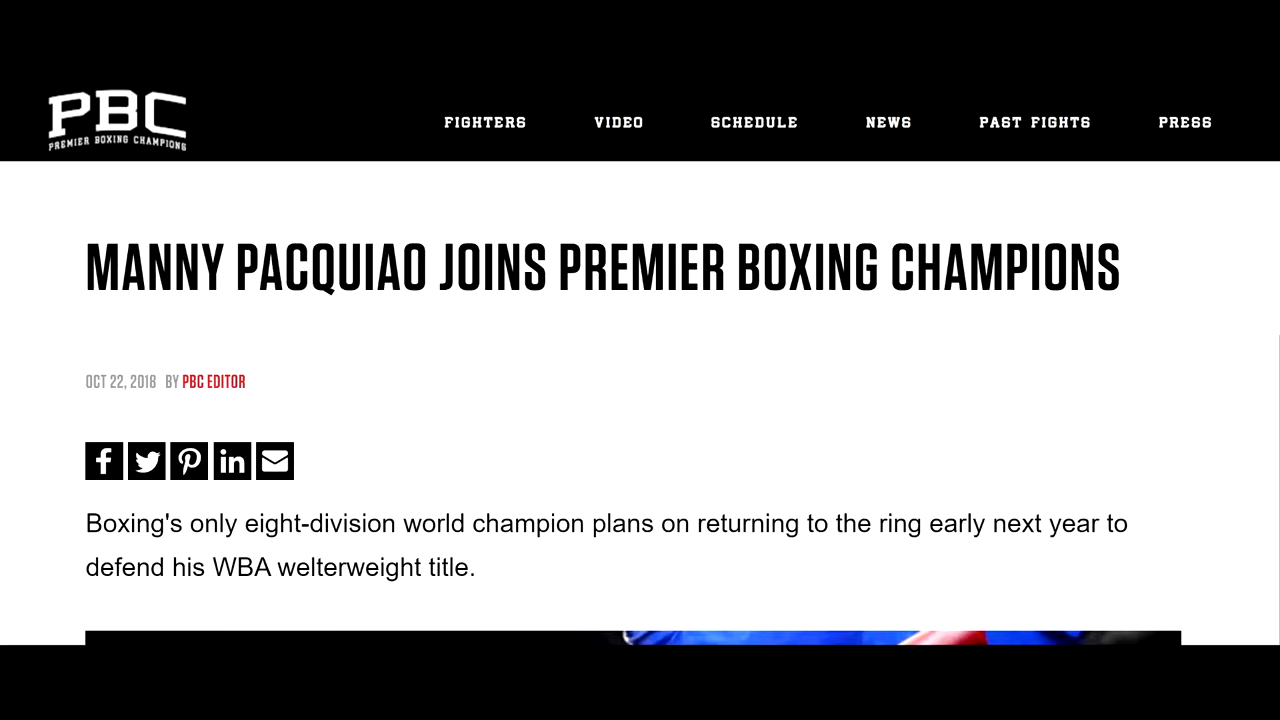 PBC
PREMIER BOXING CHAMPIONS
FIGHTERS VIDEO SCHEDULE NEWS PAST FIGHTS PRESS
MANNY PACQUIAO JOINS PREMIER BOXING CHAMPIONS
OCT 22, 2018 BY PBC EDITOR
Boxing's only eight-division world champion plans on returning to the ring early next year to
defend his WBA welterweight title.